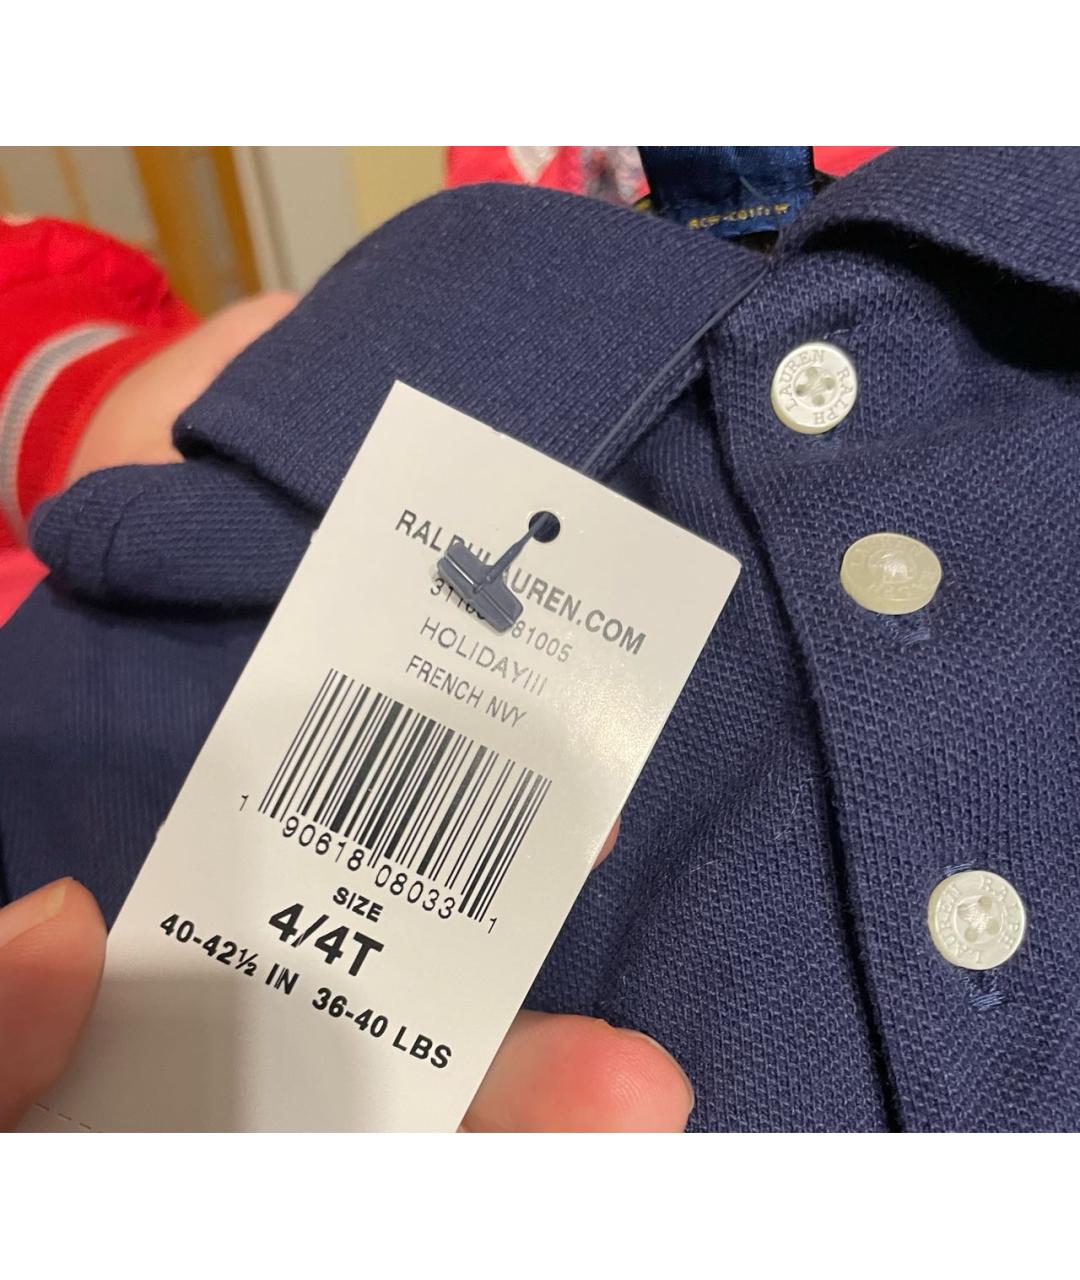 RALPHLAUREN.COM
81005
HOLIDAYIII
FRENCH NVY
1 90618 08033 1
SIZE
4/4T
40-42½ IN 36-40 LBS
LAUREN RALPH
LAUREN RALPH